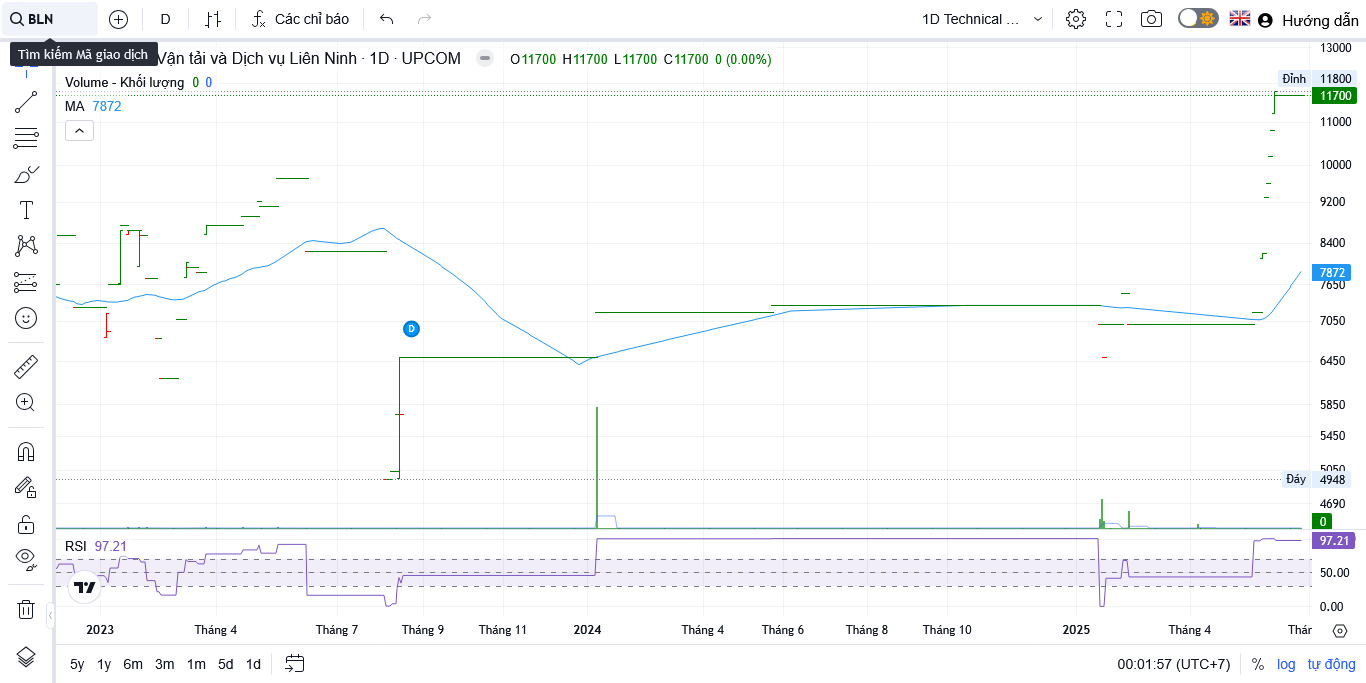 BLN
D
Các chỉ báo
1D Technical ...
Hướng dẫn
Tìm kiếm Mã giao dịch
Vận tải và Dịch vụ Liên Ninh · 1D · UPCOM
O11700 H11700 L11700 C11700 0 (0.00%)
Volume - Khối lượng 0 0
MA 7872
13000
Đỉnh 11800
11700
11000
10000
9200
8400
7872
7650
7050
6450
5850
5450
5050
Đáy 4948
4690
0
D
RSI 97.21
97.21
50.00
0.00
2023 Tháng 4 Tháng 7 Tháng 9 Tháng 11 2024 Tháng 4 Tháng 6 Tháng 8 Tháng 10 2025 Tháng 4 Thár
5y 1y 6m 3m 1m 5d 1d
00:01:57 (UTC+7) % log tự động